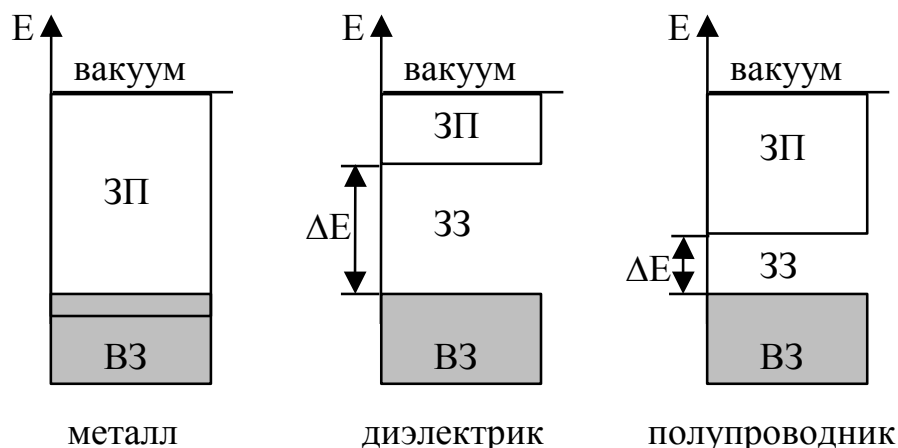 E E E
вакуум вакуум вакуум
ЗП
ЗП
ЗП
ΔE ЗЗ
ΔE ЗЗ
ВЗ ВЗ ВЗ
металл диэлектрик полупроводник